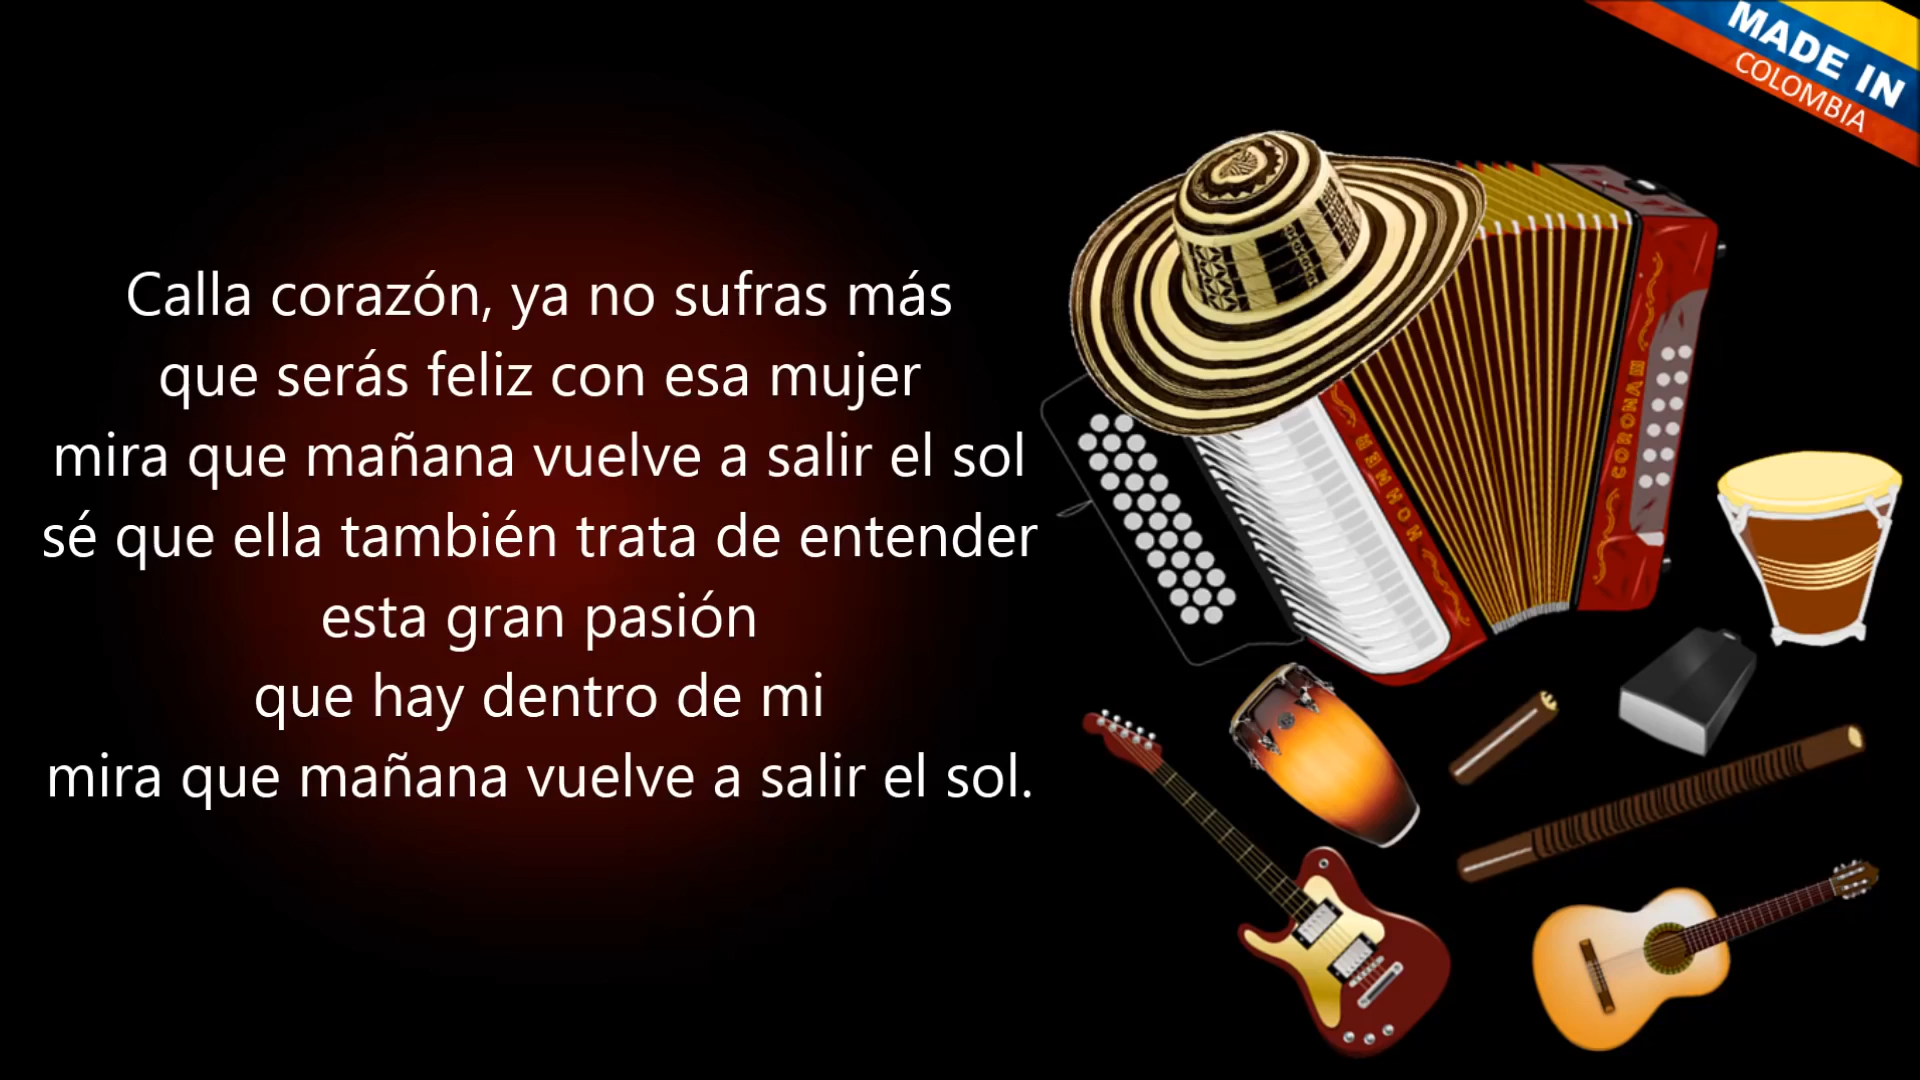 MADE IN
COLOMBIA
Calla corazón, ya no sufras más
que serás feliz con esa mujer
mira que mañana vuelve a salir el sol
sé que ella también trata de entender
esta gran pasión
que hay dentro de mi
mira que mañana vuelve a salir el sol.
HOHNER
CORONA III